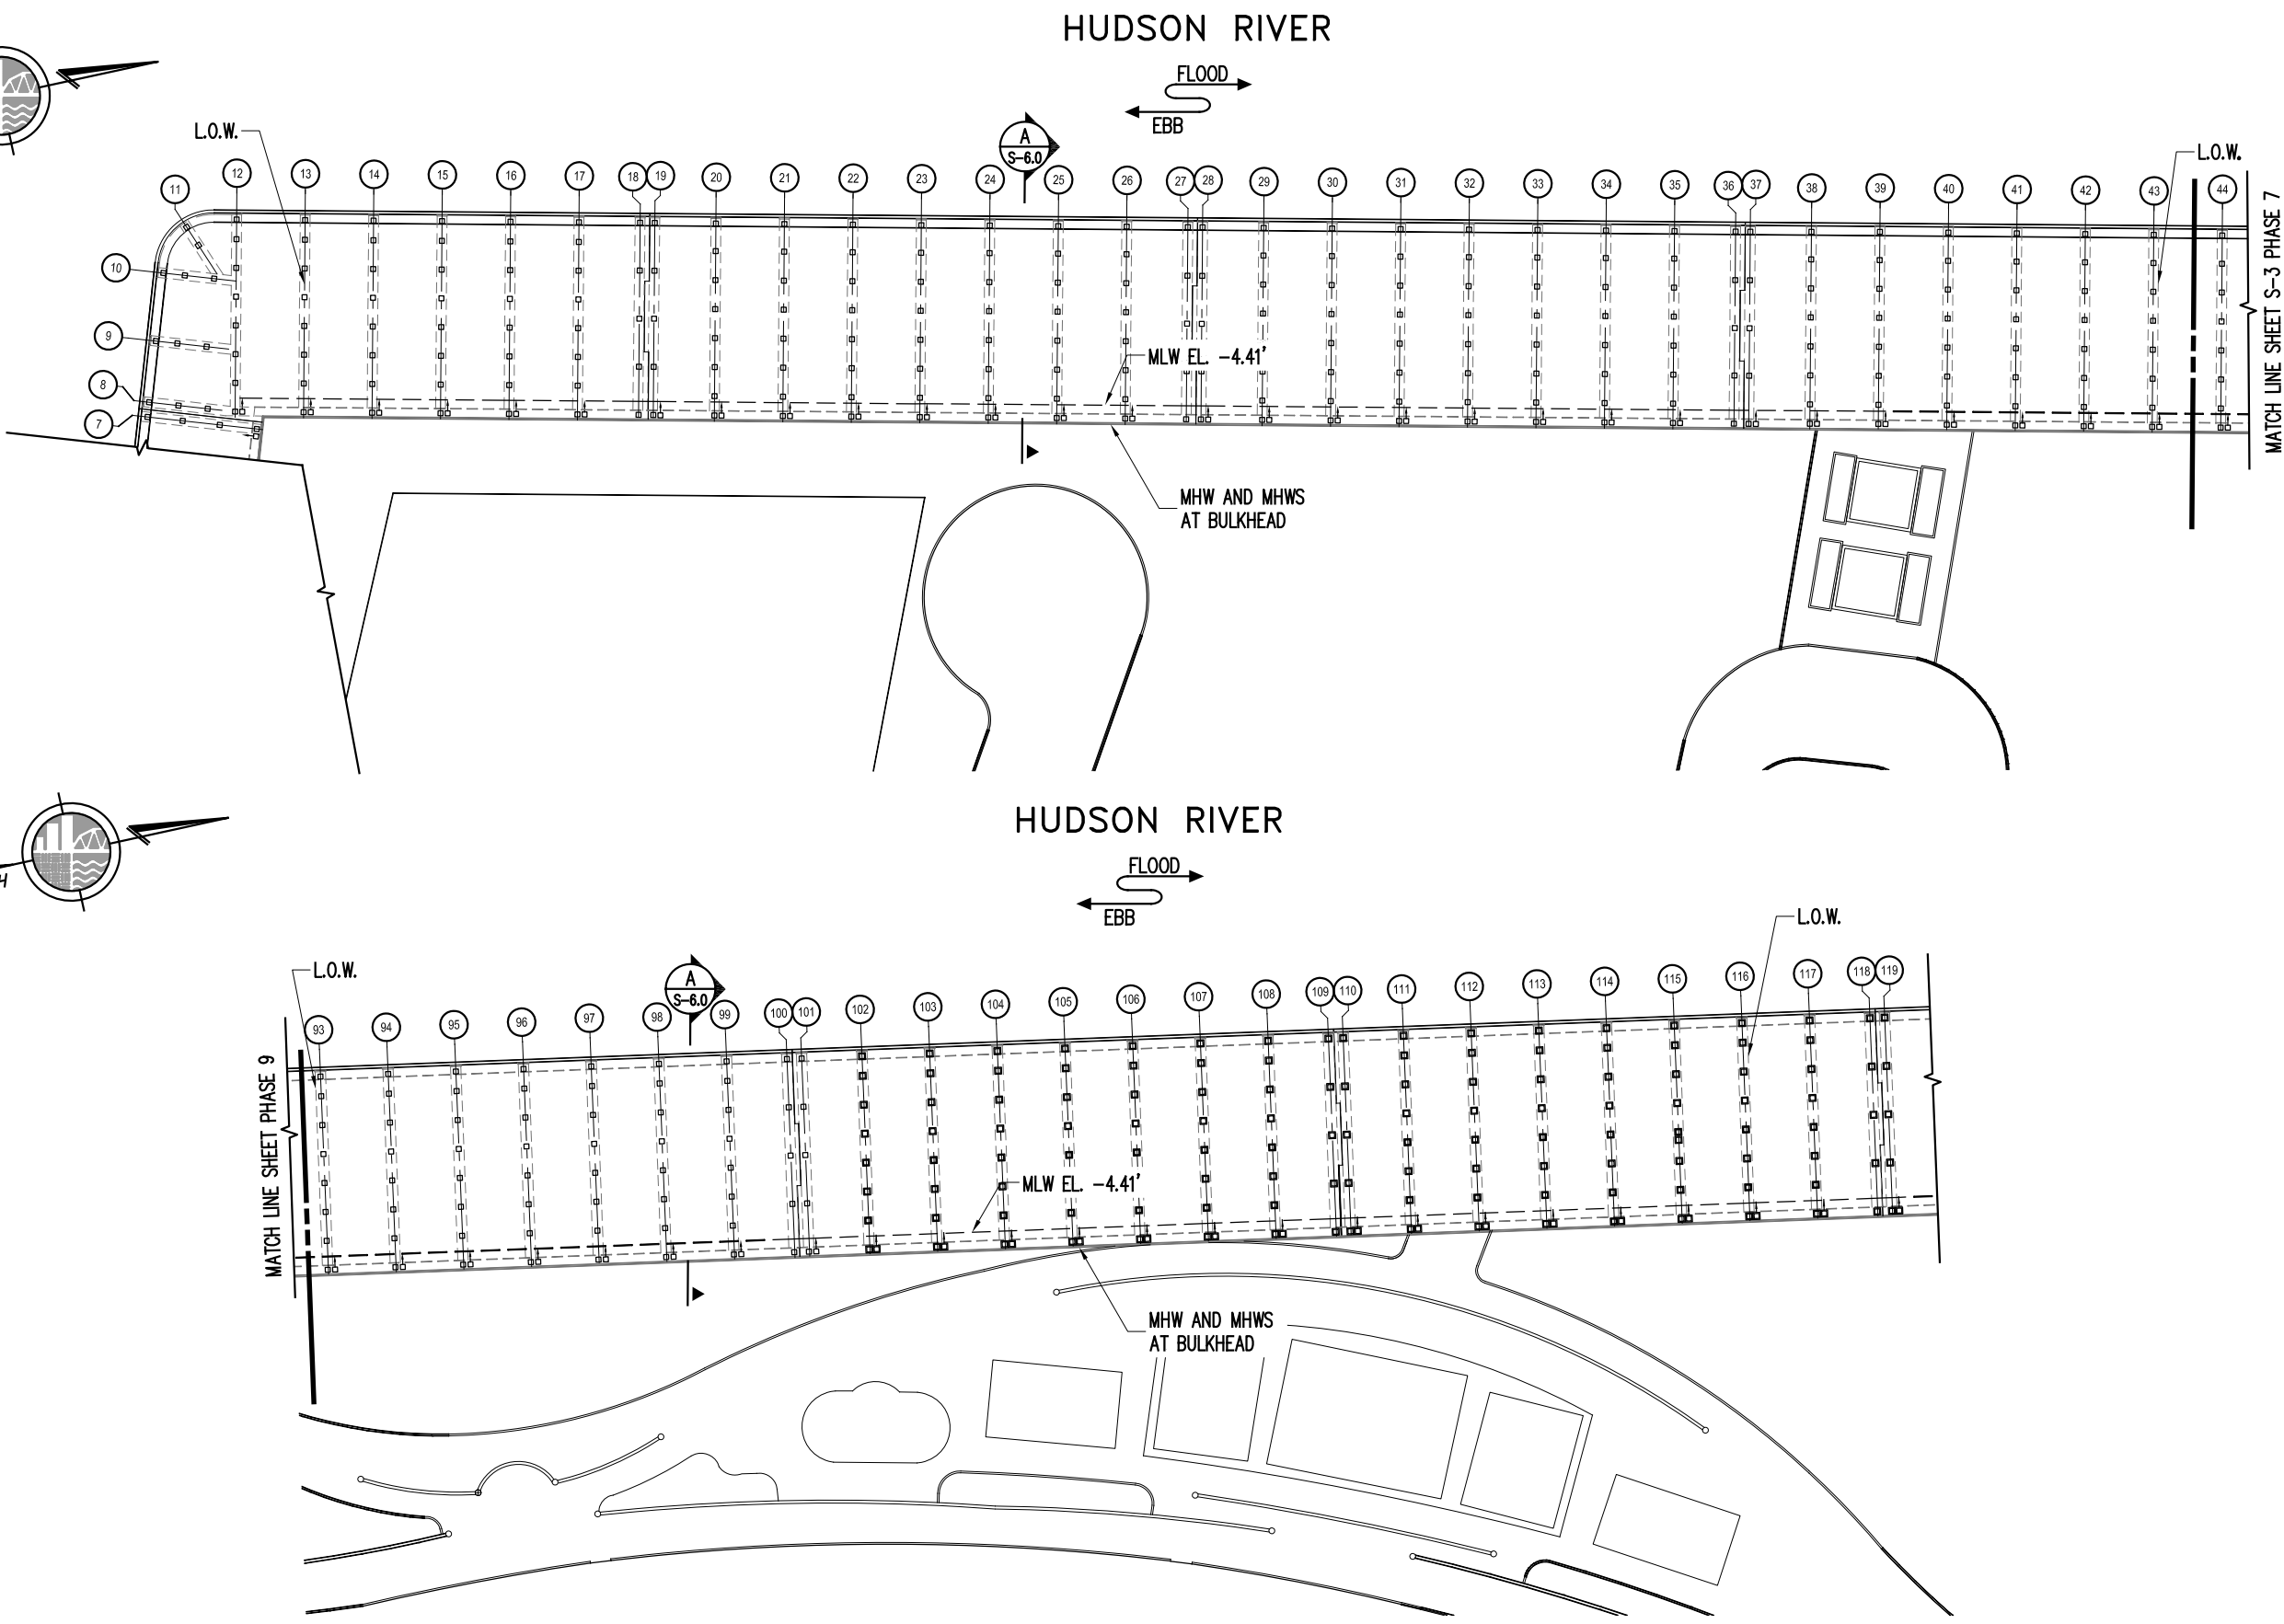 HUDSON RIVER
FLOOD
EBB
L.O.W.
A
S-6.0
L.O.W.
11 12 13 14 15 16 17 18 19 20 21 22 23 24 25 26 27 28 29 30 31 32 33 34 35 36 37 38 39 40 41 42 43 44
10
9
8
7
MLW EL. -4.41'
MATCH LINE SHEET S-3 PHASE 7
MHW AND MHWS
AT BULKHEAD
HUDSON RIVER
FLOOD
EBB
L.O.W.
L.O.W.
A
S-6.0
93 94 95 96 97 98 99 100 101 102 103 104 105 106 107 108 109 110 111 112 113 114 115 116 117 118 119
MATCH LINE SHEET PHASE 9
MLW EL. -4.41'
MHW AND MHWS
AT BULKHEAD